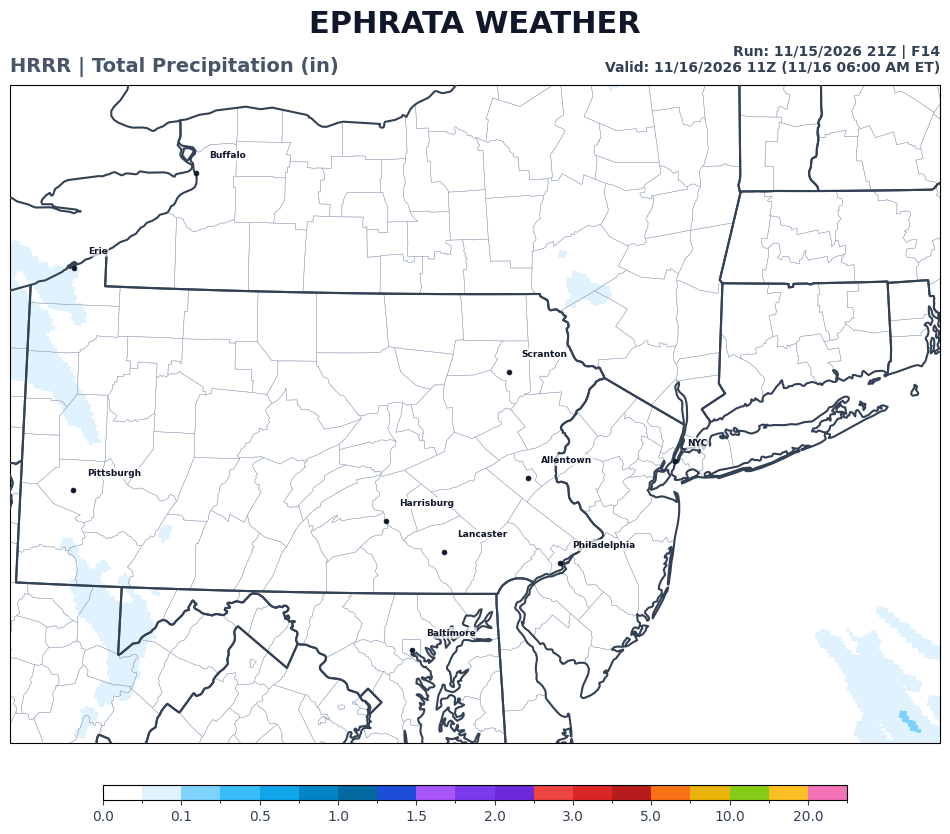 EPHRATA WEATHER
Run: 11/15/2026 21Z | F14
HRRR | Total Precipitation (in)
Valid: 11/16/2026 11Z (11/16 06:00 AM ET)
Buffalo
Erie
Scranton
NYC
Allentown
Pittsburgh
Harrisburg
Lancaster
Philadelphia
Baltimore
0.0 0.1 0.5 1.0 1.5 2.0 3.0 5.0 10.0 20.0